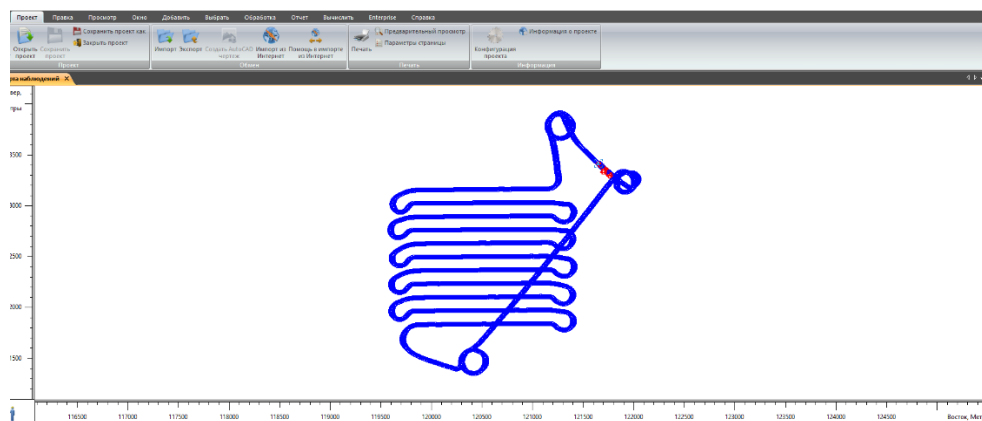 Проект Правка Просмотр Окно Добавить Выбрать Обработка Отчет Вычислить Enterprise Справка
Открыть проект
Сохранить проект
Сохранить проект как
Закрыть проект
Проект
Импорт Экспорт
Создать AutoCAD чертеж
Импорт из Интернет
Помощь в импорте из Интернет
Обмен
Печать
Предварительный просмотр
Параметры страницы
Печать
Конфигурация проекта
Информация о проекте
Информация
наблюдений X
вер,
тры
3500
3000
2500
2000
1500
116500 117000 117500 118000 118500 119000 119500 120000 120500 121000 121500 122000 122500 123000 123500 124000 124500 Восток, Мет